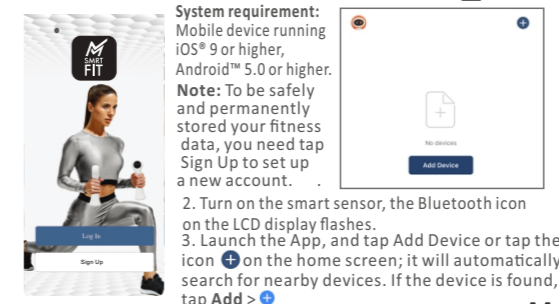 SMRT
FIT
Log In
Sign Up
System requirement:
Mobile device running
iOS® 9 or higher,
Android™ 5.0 or higher.
Note: To be safely
and permanently
stored your fitness
data, you need tap
Sign Up to set up
a new account. .
No devices
Add Device
2. Turn on the smart sensor, the Bluetooth icon
on the LCD display flashes.
3. Launch the App, and tap Add Device or tap the
icon + on the home screen; it will automatically
search for nearby devices. If the device is found,
tap Add > +